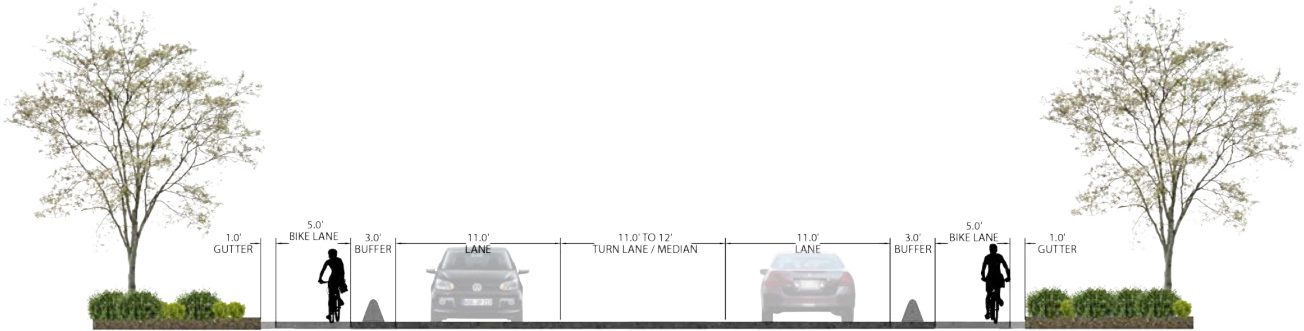 1.0'
GUTTER
5.0'
BIKE LANE
3.0'
BUFFER
11.0'
LANE
11.0' TO 12'
TURN LANE / MEDIAN
11.0'
LANE
3.0'
BUFFER
5.0'
BIKE LANE
1.0'
GUTTER